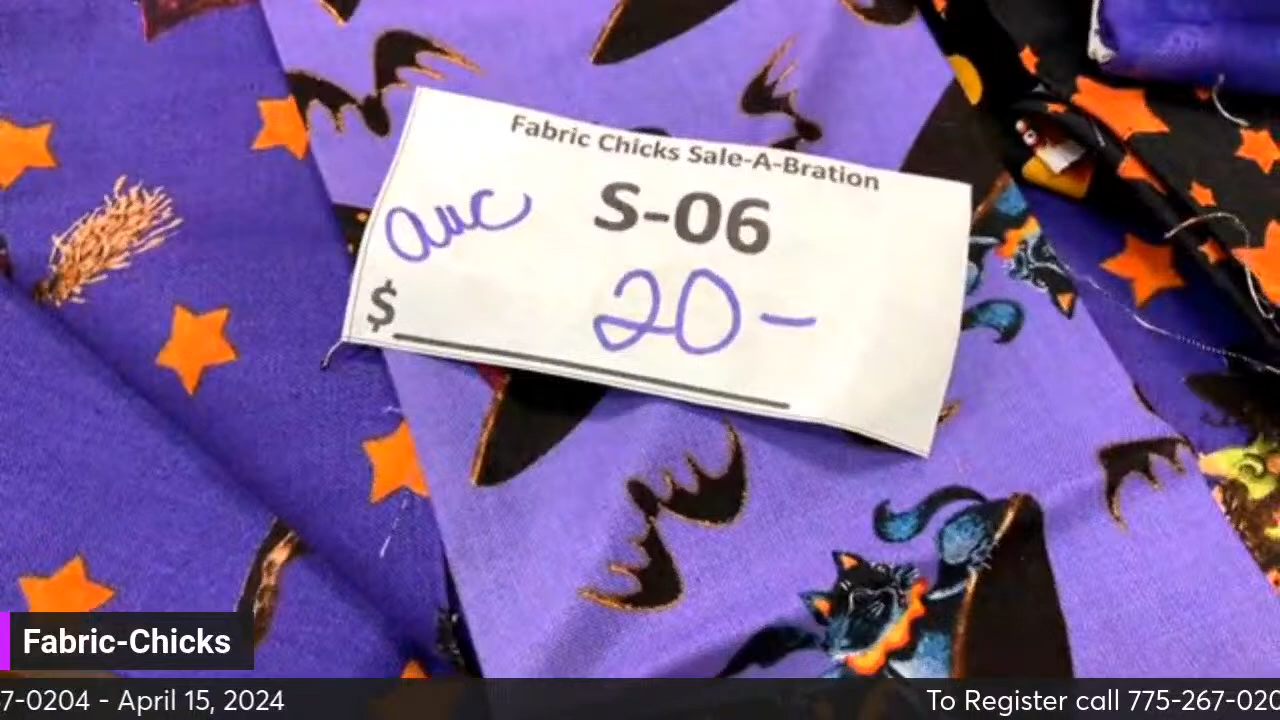 Fabric Chicks Sale-A-Bration
auc S-06
$ 20-
Fabric-Chicks
7-0204 - April 15, 2024 To Register call 775-267-020